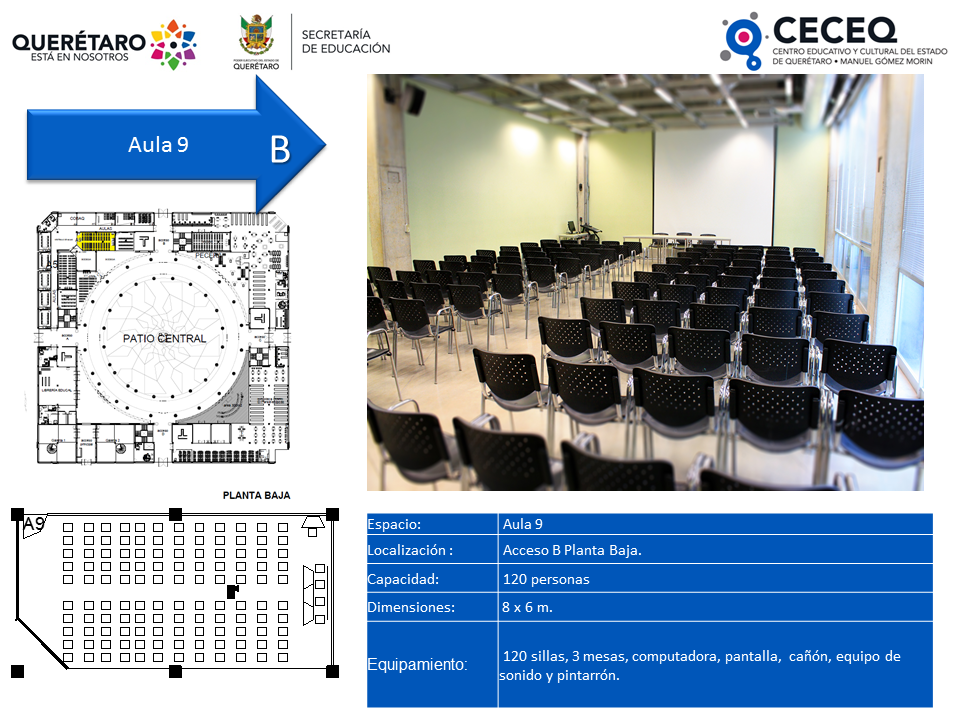 QUERÉTARO
ESTÁ EN NOSOTROS
PODER EJECUTIVO DEL ESTADO DE
QUERÉTARO
SECRETARÍA
DE EDUCACIÓN
CECEQ
CENTRO EDUCATIVO Y CULTURAL DEL ESTADO
DE QUERÉTARO • MANUEL GÓMEZ MORIN
Aula 9
B
AULAS
PATIO CENTRAL
PLANTA BAJA
A9
Espacio: Aula 9
Localización : Acceso B Planta Baja.
Capacidad: 120 personas
Dimensiones: 8 x 6 m.
Equipamiento: 120 sillas, 3 mesas, computadora, pantalla, cañón, equipo de
sonido y pintarrón.